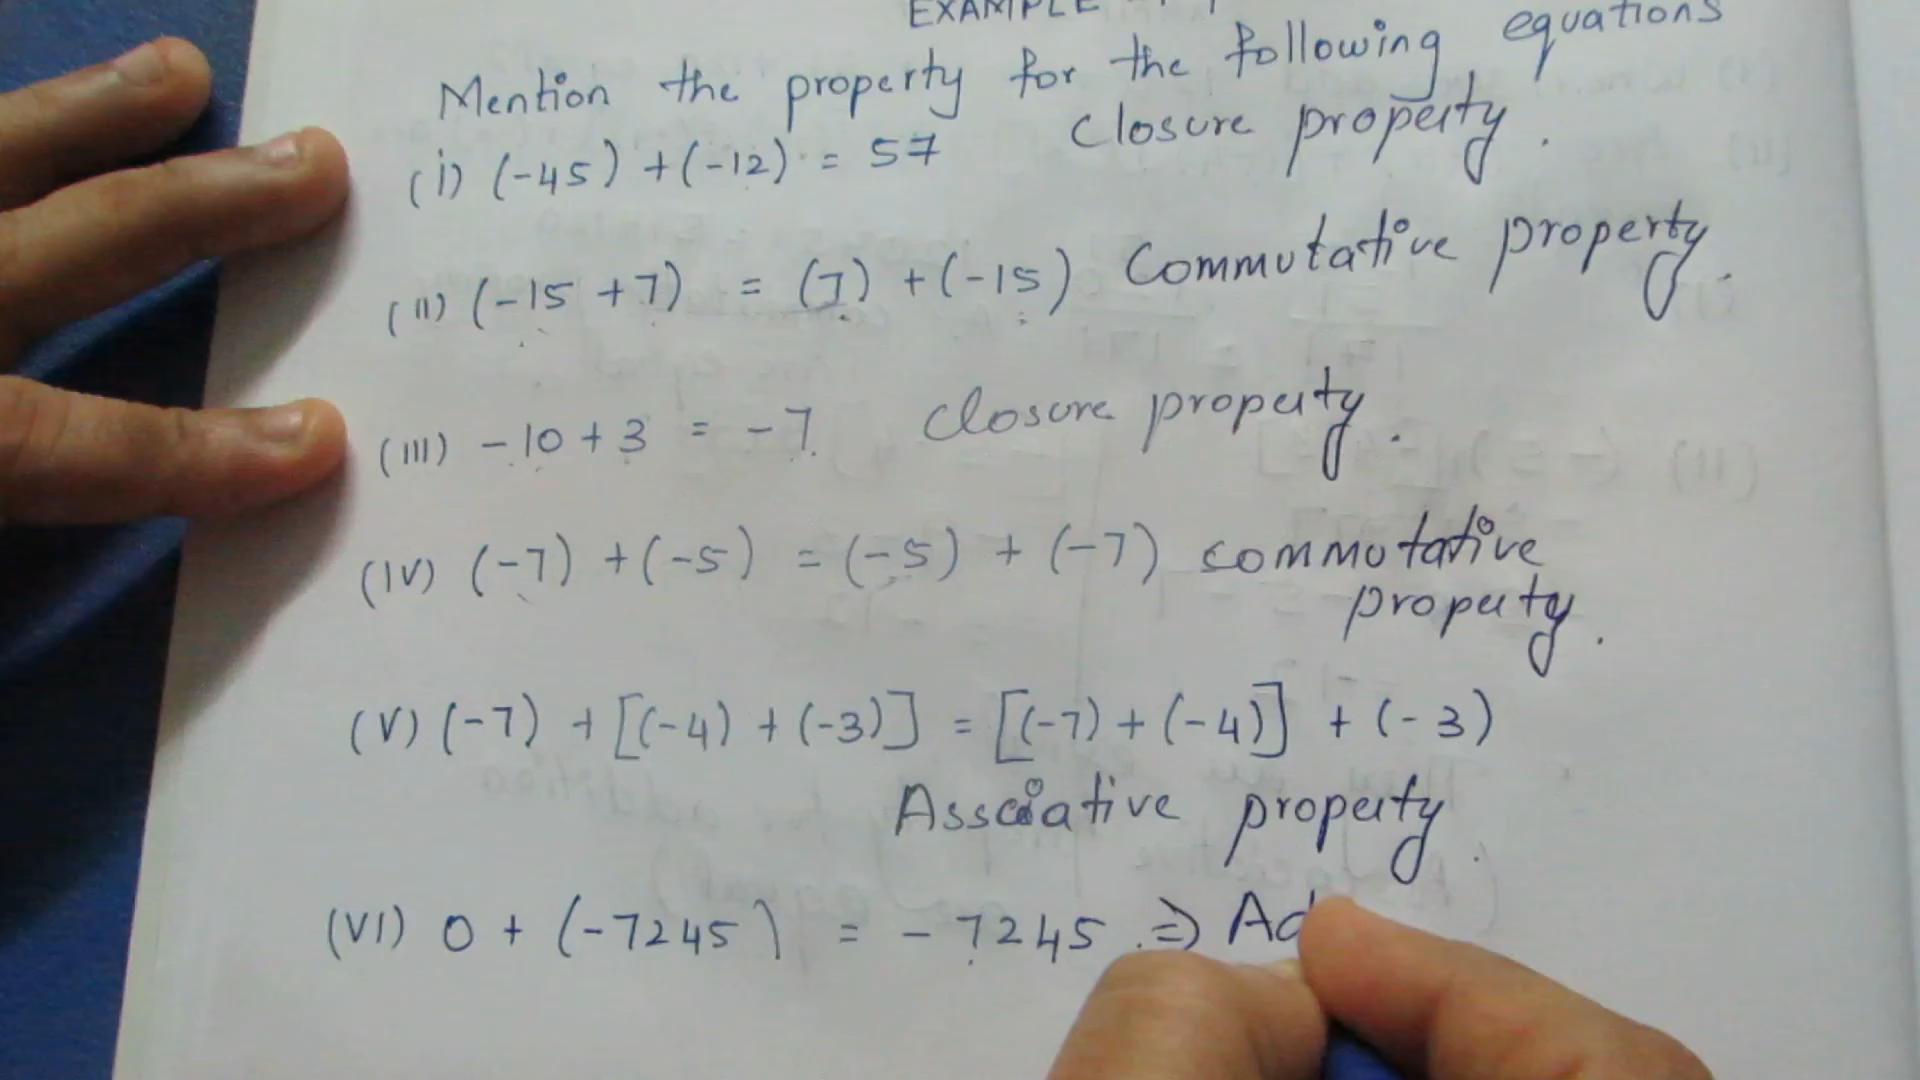 EXAMPLE
Mention the property for the following equations
(i) (-45) + (-12) = 57 Closure property.
(II) (-15 + 7) = (7) + (-15) Commutative property.
(III) -10 + 3 = -7 Closure property.
(IV) (-7) + (-5) = (-5) + (-7) commutative
property.
(V) (-7) + [(-4) + (-3)] = [(-7) + (-4)] + (-3)
Assciative property.
(VI) 0 + (-7245) = -7245 ⇒ Ad